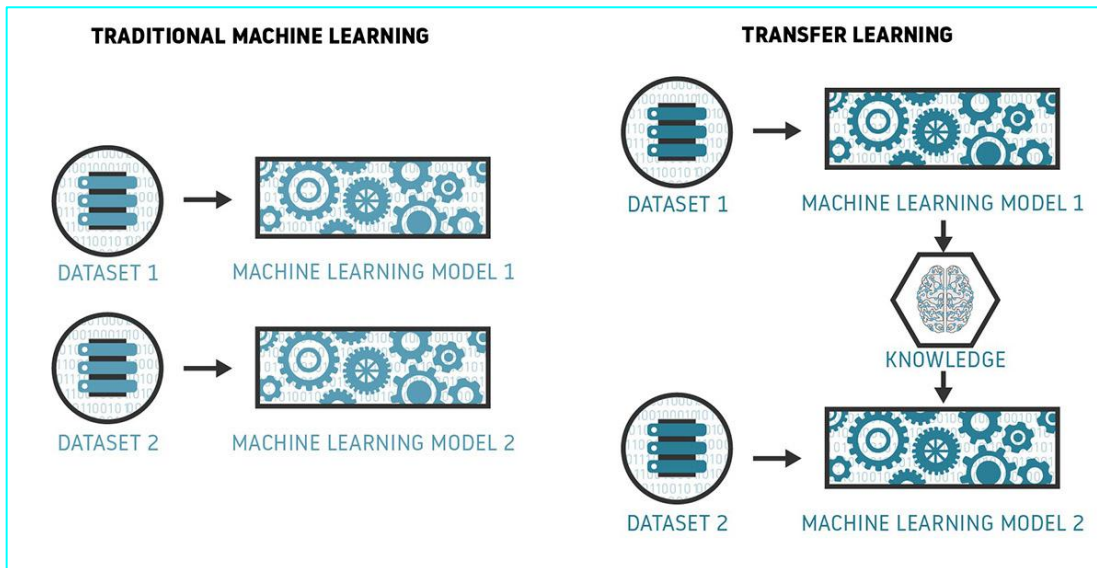 TRADITIONAL MACHINE LEARNING
DATASET 1
MACHINE LEARNING MODEL 1
DATASET 2
MACHINE LEARNING MODEL 2
TRANSFER LEARNING
DATASET 1
MACHINE LEARNING MODEL 1
KNOWLEDGE
DATASET 2
MACHINE LEARNING MODEL 2